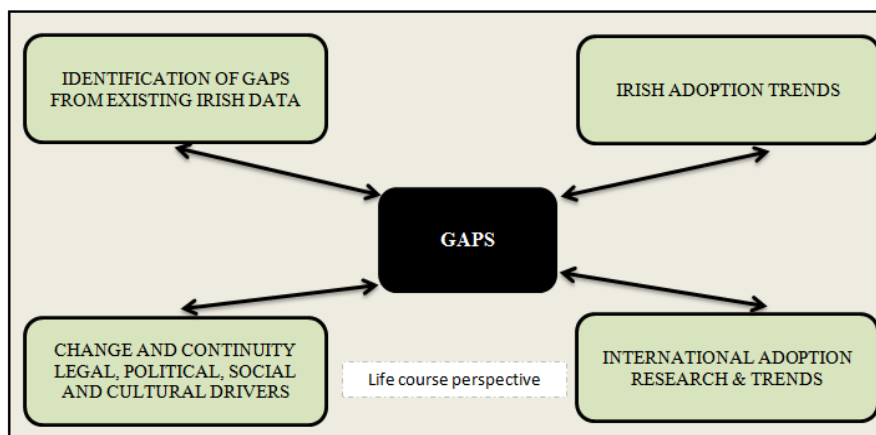 IDENTIFICATION OF GAPS
FROM EXISTING IRISH DATA
IRISH ADOPTION TRENDS
GAPS
CHANGE AND CONTINUITY
LEGAL, POLITICAL, SOCIAL
AND CULTURAL DRIVERS
Life course perspective
INTERNATIONAL ADOPTION
RESEARCH & TRENDS